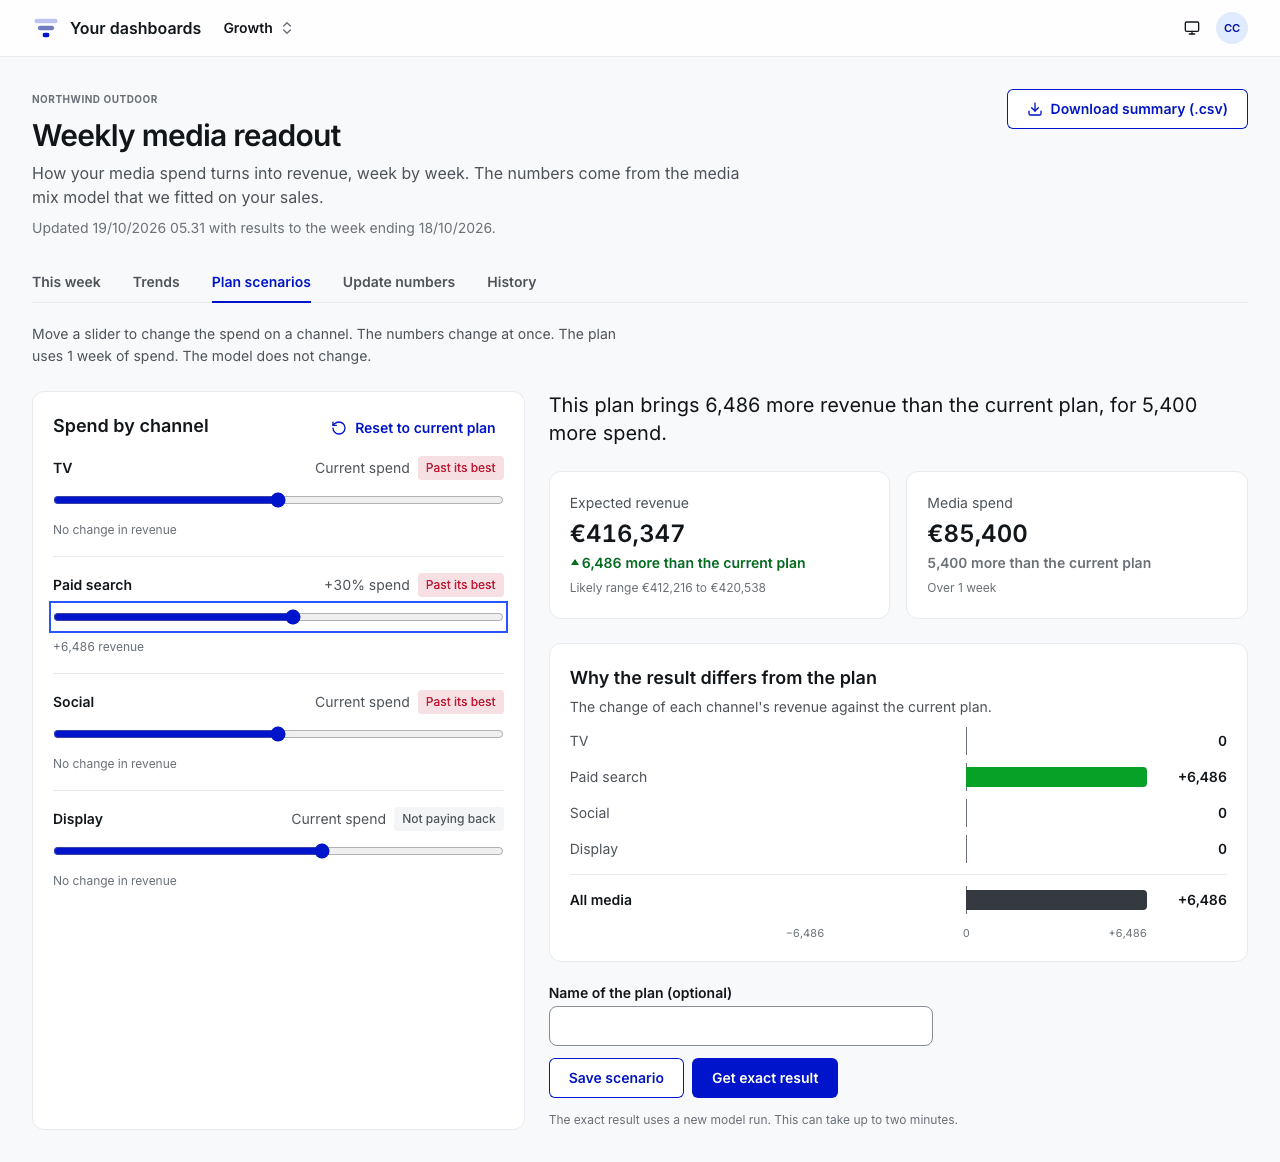 Your dashboards
Growth
CC
NORTHWIND OUTDOOR
Download summary (.csv)
Weekly media readout
How your media spend turns into revenue, week by week. The numbers come from the media
mix model that we fitted on your sales.
Updated 19/10/2026 05.31 with results to the week ending 18/10/2026.
This week
Trends
Plan scenarios
Update numbers
History
Move a slider to change the spend on a channel. The numbers change at once. The plan
uses 1 week of spend. The model does not change.
Spend by channel
Reset to current plan
TV
Current spend
Past its best
No change in revenue
Paid search
+30% spend
Past its best
+6,486 revenue
Social
Current spend
Past its best
No change in revenue
Display
Current spend
Not paying back
No change in revenue
This plan brings 6,486 more revenue than the current plan, for 5,400
more spend.
Expected revenue
€416,347
6,486 more than the current plan
Likely range €412,216 to €420,538
Media spend
€85,400
5,400 more than the current plan
Over 1 week
Why the result differs from the plan
The change of each channel's revenue against the current plan.
TV
0
Paid search
+6,486
Social
0
Display
0
All media
+6,486
−6,486
0
+6,486
Name of the plan (optional)
Save scenario
Get exact result
The exact result uses a new model run. This can take up to two minutes.